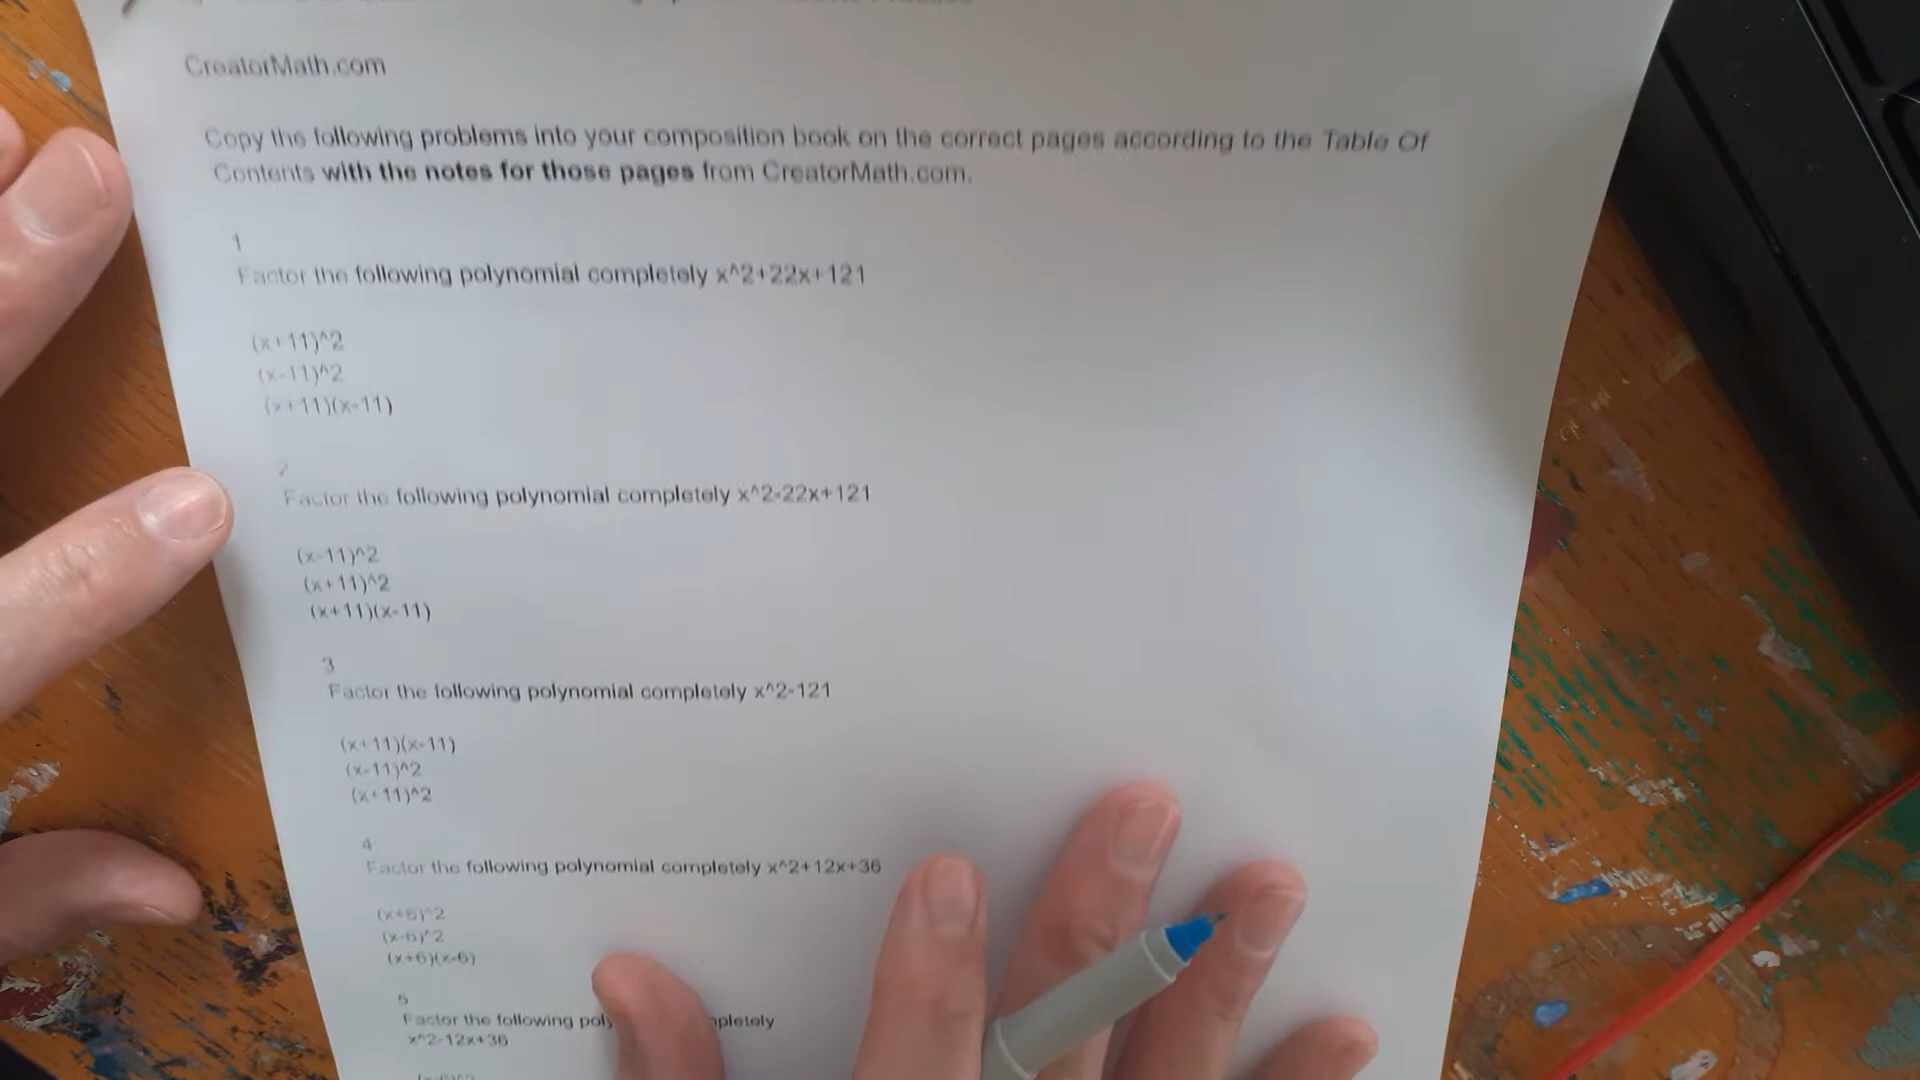 CreatorMath.com
Copy the following problems into your composition book on the correct pages according to the Table Of
Contents with the notes for those pages from CreatorMath.com.
1
Factor the following polynomial completely x^2+22x+121
(x+11)^2
(x-11)^2
(x+11)(x-11)
2
Factor the following polynomial completely x^2-22x+121
(x-11)^2
(x+11)^2
(x+11)(x-11)
3
Factor the following polynomial completely x^2-121
(x+11)(x-11)
(x-11)^2
(x+11)^2
4
Factor the following polynomial completely x^2+12x+36
(x+6)^2
(x-6)^2
(x+6)(x-6)
5
Factor the following pol mpletely
x^2-12x+36